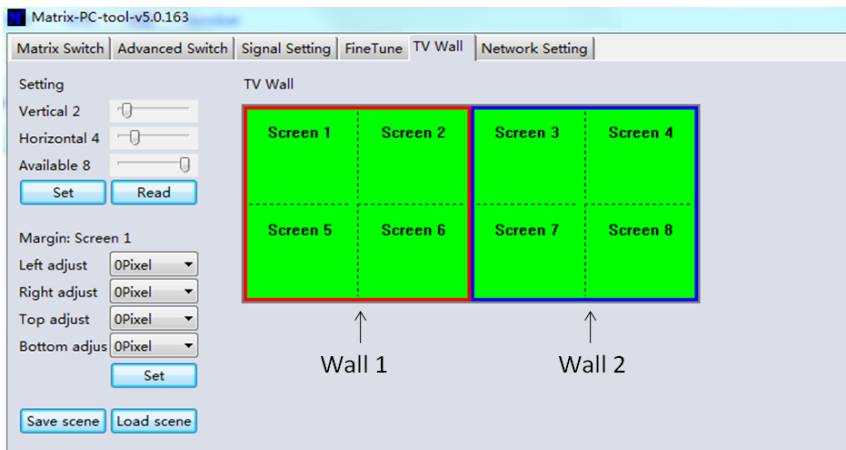 Matrix-PC-tool-v5.0.163
Matrix Switch Advanced Switch Signal Setting FineTune TV Wall Network Setting
Setting
Vertical 2
Horizontal 4
Available 8
Set Read
Margin: Screen 1
Left adjust 0Pixel
Right adjust 0Pixel
Top adjust 0Pixel
Bottom adjus 0Pixel
Set
Save scene Load scene
TV Wall
Screen 1 Screen 2 Screen 3 Screen 4
Screen 5 Screen 6 Screen 7 Screen 8
Wall 1 Wall 2